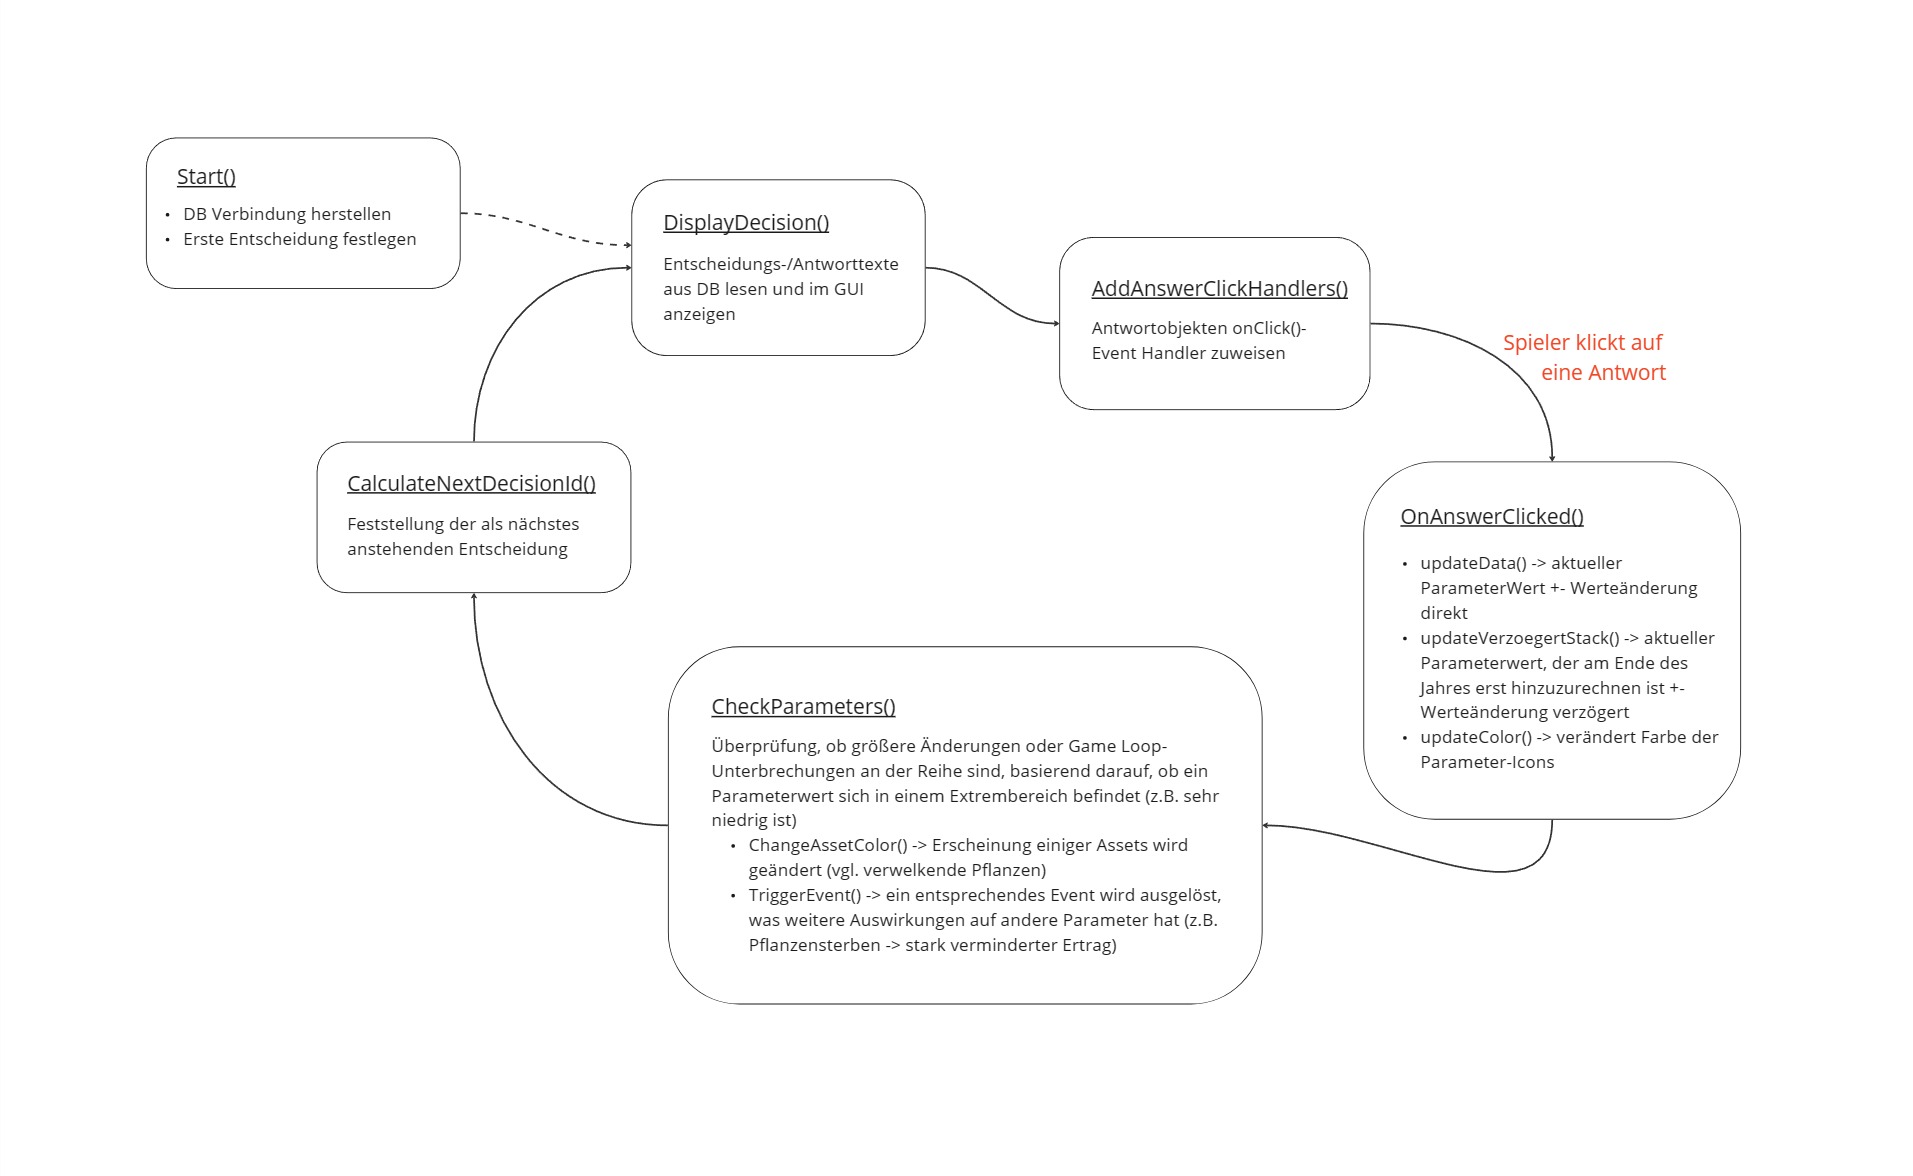 Start()
• DB Verbindung herstellen
• Erste Entscheidung festlegen
DisplayDecision()
Entscheidungs-/Antworttexte
aus DB lesen und im GUI
anzeigen
AddAnswerClickHandlers()
Antwortobjekten onClick()-
Event Handler zuweisen
Spieler klickt auf
eine Antwort
OnAnswerClicked()
• updateData() -> aktueller
ParameterWert +- Werteänderung
direkt
• updateVerzoegertStack() -> aktueller
Parameterwert, der am Ende des
Jahres erst hinzuzurechnen ist +-
Werteänderung verzögert
• updateColor() -> verändert Farbe der
Parameter-Icons
CheckParameters()
Überprüfung, ob größere Änderungen oder Game Loop-
Unterbrechungen an der Reihe sind, basierend darauf, ob ein
Parameterwert sich in einem Extrembereich befindet (z.B. sehr
niedrig ist)
• ChangeAssetColor() -> Erscheinung einiger Assets wird
geändert (vgl. verwelkende Pflanzen)
• TriggerEvent() -> ein entsprechendes Event wird ausgelöst,
was weitere Auswirkungen auf andere Parameter hat (z.B.
Pflanzensterben -> stark verminderter Ertrag)
CalculateNextDecisionId()
Feststellung der als nächstes
anstehenden Entscheidung